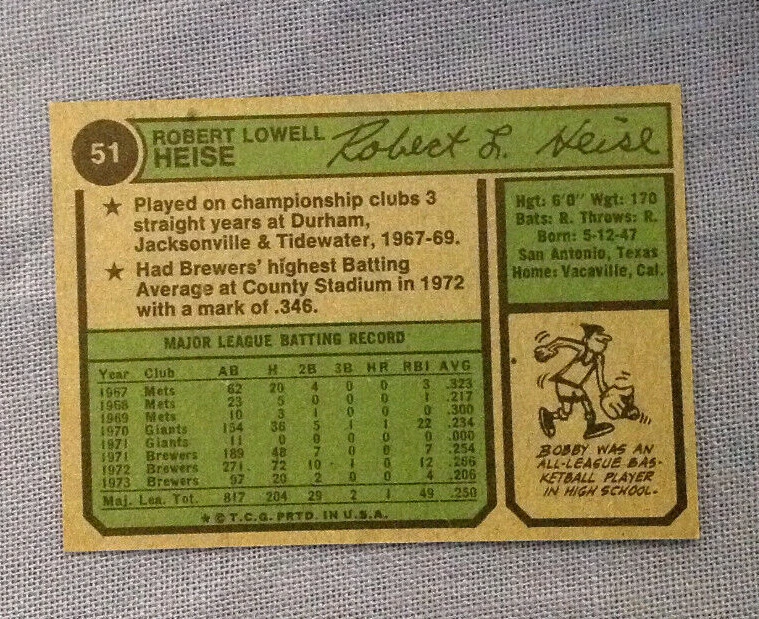 51
ROBERT LOWELL
HEISE
Robert L. Heise
★ Played on championship clubs 3
straight years at Durham,
Jacksonville & Tidewater, 1967-69.
★ Had Brewers' highest Batting
Average at County Stadium in 1972
with a mark of .346.
Hgt: 6'0" Wgt: 170
Bats: R. Throws: R.
Born: 5-12-47
San Antonio, Texas
Home: Vacaville, Cal.
MAJOR LEAGUE BATTING RECORD
Year Club AB H 2B 3B HR RBI AVG
1967 Mets 62 20 4 0 0 3 .323
1968 Mets 23 5 0 0 0 1 .217
1969 Mets 10 3 1 0 0 0 .300
1970 Giants 154 36 5 1 1 22 .234
1971 Giants 11 0 0 0 0 0 .000
1971 Brewers 189 48 7 0 0 7 .254
1972 Brewers 271 72 10 1 0 12 .266
1973 Brewers 97 20 2 0 0 4 .206
Maj. Lea. Tot. 817 204 29 2 1 49 .250
★ © T.C.G. PRTD. IN U.S.A.
BOBBY WAS AN
ALL-LEAGUE BAS-
KETBALL PLAYER
IN HIGH SCHOOL.